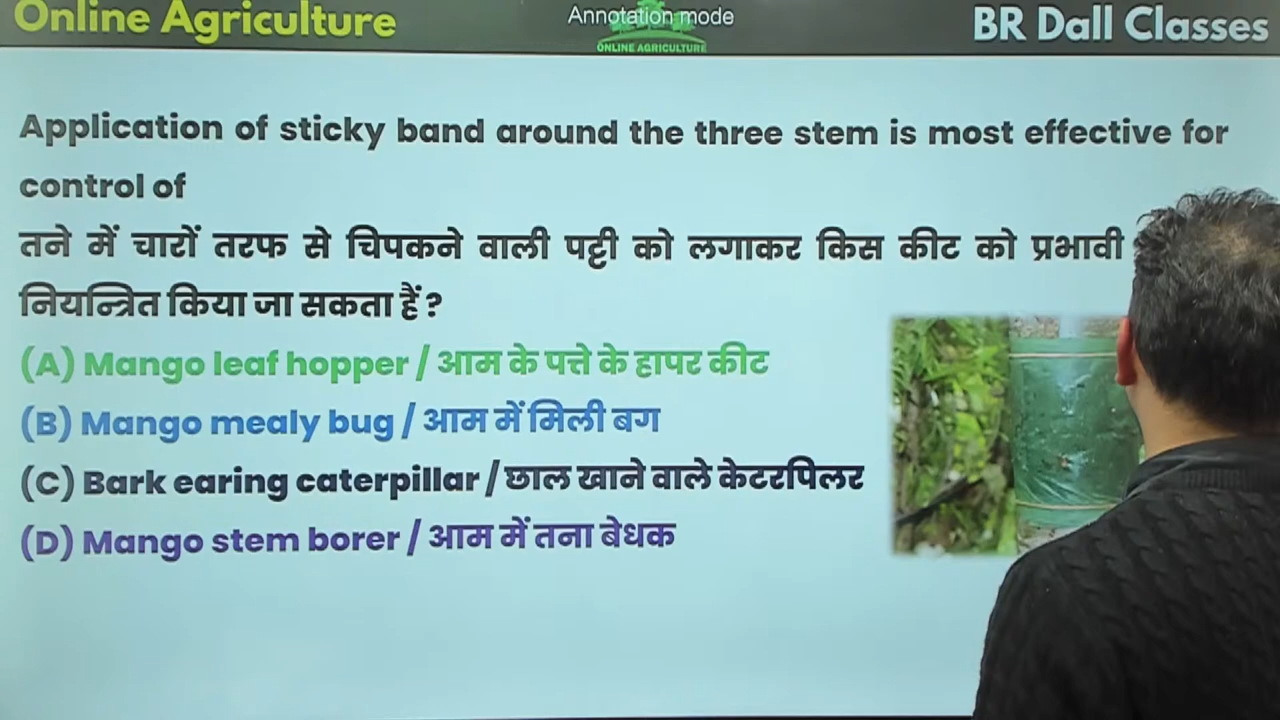 Online Agriculture
Annotation mode
ONLINE AGRICULTURE
BR Dall Classes
Application of sticky band around the three stem is most effective for
control of
तने में चारों तरफ से चिपकने वाली पट्टी को लगाकर किस कीट को प्रभावी
नियन्त्रित किया जा सकता हैं ?
(A) Mango leaf hopper / आम के पत्ते के हापर कीट
(B) Mango mealy bug / आम में मिली बग
(C) Bark earing caterpillar / छाल खाने वाले केटरपिलर
(D) Mango stem borer / आम में तना बेधक